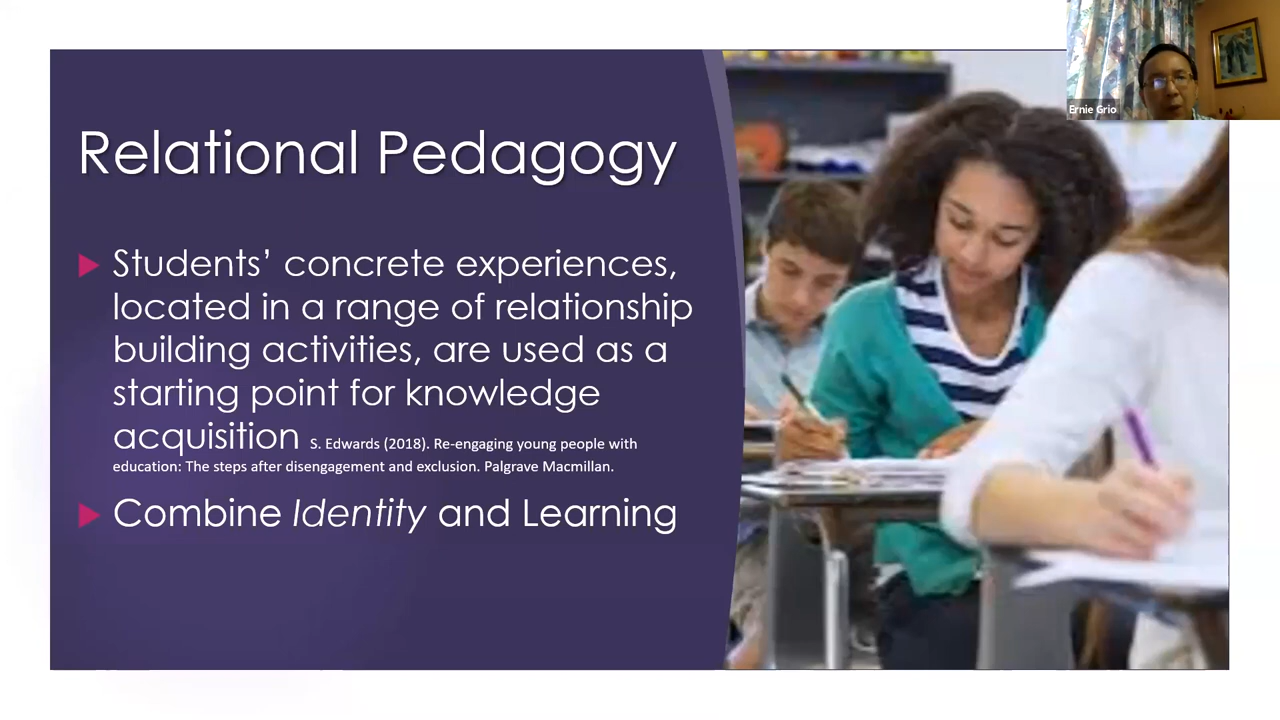 Ernie Grio
Relational Pedagogy
Students’ concrete experiences,
located in a range of relationship
building activities, are used as a
starting point for knowledge
acquisition S. Edwards (2018). Re-engaging young people with
education: The steps after disengagement and exclusion. Palgrave Macmillan.
Combine Identity and Learning